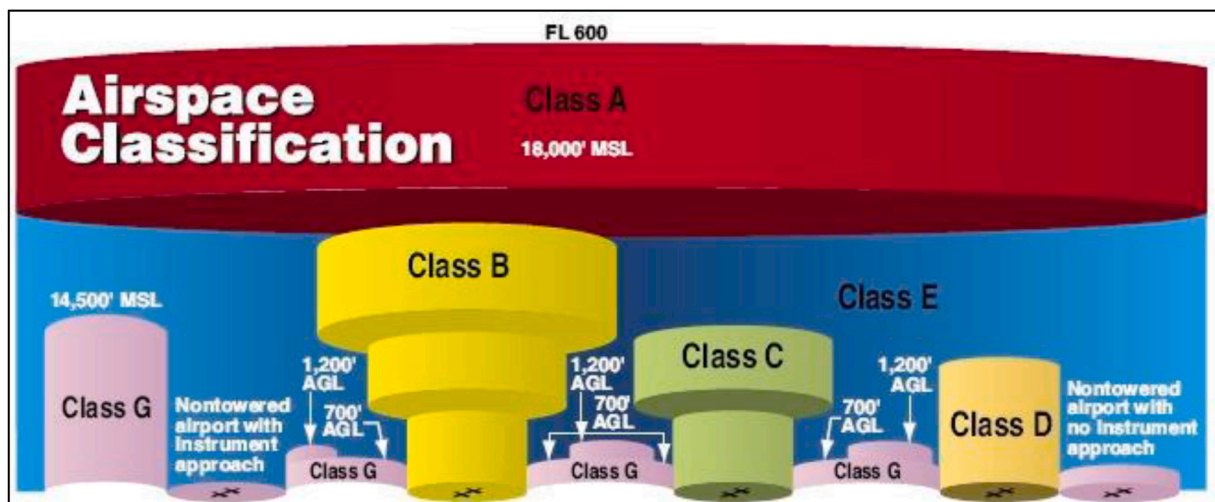 FL 600
Airspace
Classification
Class A
18,000' MSL
Class B
Class E
14,500' MSL
1,200'
AGL
1,200'
AGL
1,200'
AGL
Class C
700'
AGL
700'
AGL
700'
AGL
Class G
Nontowered
airport with
Instrument
approach
Class G
Class G
Class G
Class D
Nontowered
airport with
no Instrument
approach